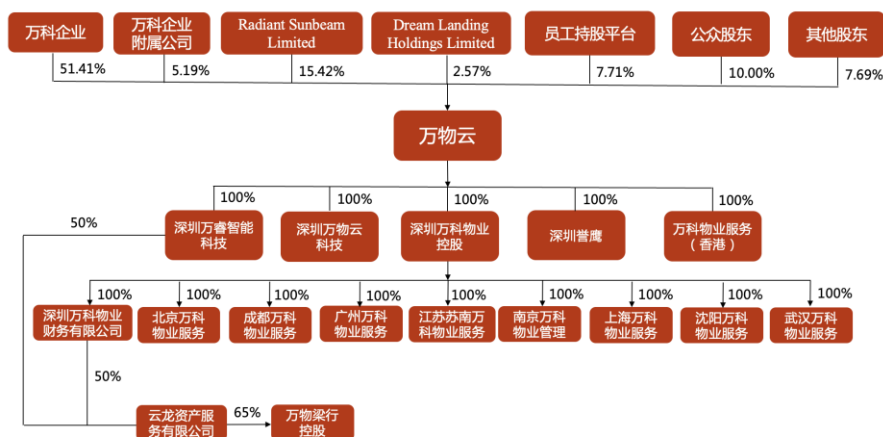 万科企业
万科企业
附属公司
Radiant Sunbeam
Limited
Dream Landing
Holdings Limited
员工持股平台
公众股东
其他股东
51.41%
5.19%
15.42%
2.57%
7.71%
10.00%
7.69%
万物云
100%
100%
100%
100%
100%
50%
深圳万睿智能
科技
深圳万物云
科技
深圳万科物业
控股
深圳誉鹰
万科物业服务
（香港）
100%
100%
100%
100%
100%
100%
100%
100%
100%
深圳万科物业
财务有限公司
北京万科
物业服务
成都万科
物业服务
广州万科
物业服务
江苏苏南万
科物业服务
南京万科
物业管理
上海万科
物业服务
沈阳万科
物业服务
武汉万科
物业服务
50%
云龙资产服
务有限公司
65%
万物梁行
控股